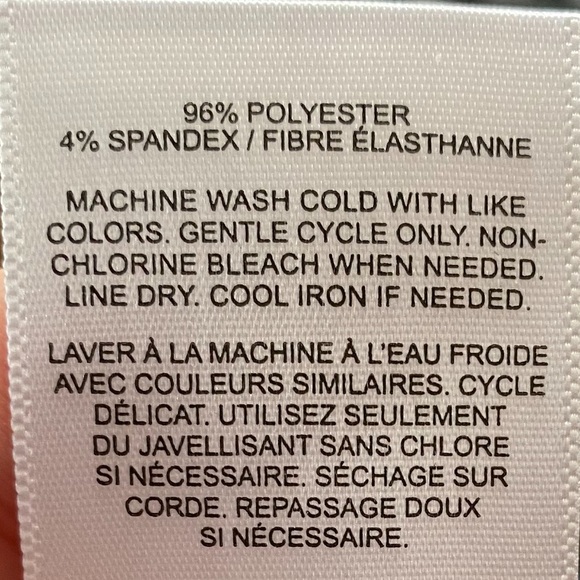 96% POLYESTER
4% SPANDEX / FIBRE ÉLASTHANNE
MACHINE WASH COLD WITH LIKE
COLORS. GENTLE CYCLE ONLY. NON-
CHLORINE BLEACH WHEN NEEDED.
LINE DRY. COOL IRON IF NEEDED.
LAVER À LA MACHINE À L'EAU FROIDE
AVEC COULEURS SIMILAIRES. CYCLE
DÉLICAT. UTILISEZ SEULEMENT
DU JAVELLISANT SANS CHLORE
SI NÉCESSAIRE. SÉCHAGE SUR
CORDE. REPASSAGE DOUX
SI NÉCESSAIRE.